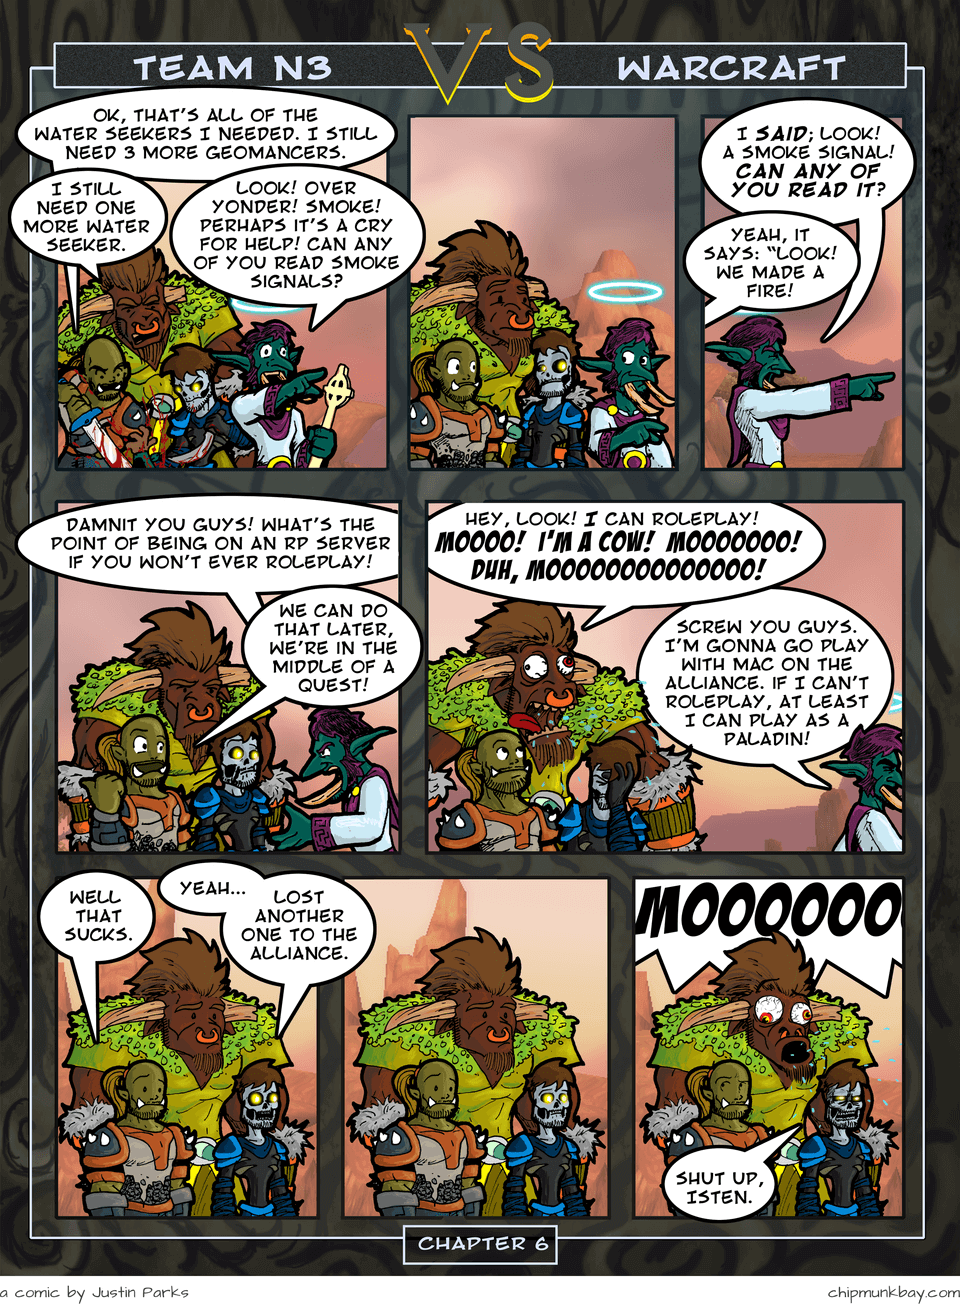 TEAM N3 VS WARCRAFT
OK, THAT'S ALL OF THE
WATER SEEKERS I NEEDED. I STILL
NEED 3 MORE GEOMANCERS.
I STILL
NEED ONE
MORE WATER
SEEKER.
LOOK! OVER
YONDER! SMOKE!
PERHAPS IT'S A CRY
FOR HELP! CAN ANY
OF YOU READ SMOKE
SIGNALS?
I SAID; LOOK!
A SMOKE SIGNAL!
CAN ANY OF
YOU READ IT?
YEAH, IT
SAYS: "LOOK!
WE MADE A
FIRE!
DAMNIT YOU GUYS! WHAT'S THE
POINT OF BEING ON AN RP SERVER
IF YOU WON'T EVER ROLEPLAY!
WE CAN DO
THAT LATER,
WE'RE IN THE
MIDDLE OF A
QUEST!
HEY, LOOK! I CAN ROLEPLAY!
MOOOO! I'M A COW! MOOOOOOO!
DUH, MOOOOOOOOOOOOOO!
SCREW YOU GUYS.
I'M GONNA GO PLAY
WITH MAC ON THE
ALLIANCE. IF I CAN'T
ROLEPLAY, AT LEAST
I CAN PLAY AS A
PALADIN!
WELL
THAT
SUCKS.
YEAH...
LOST
ANOTHER
ONE TO THE
ALLIANCE.
MOOOOOO
SHUT UP,
ISTEN.
CHAPTER 6
a comic by Justin Parks
chipmunkbay.com